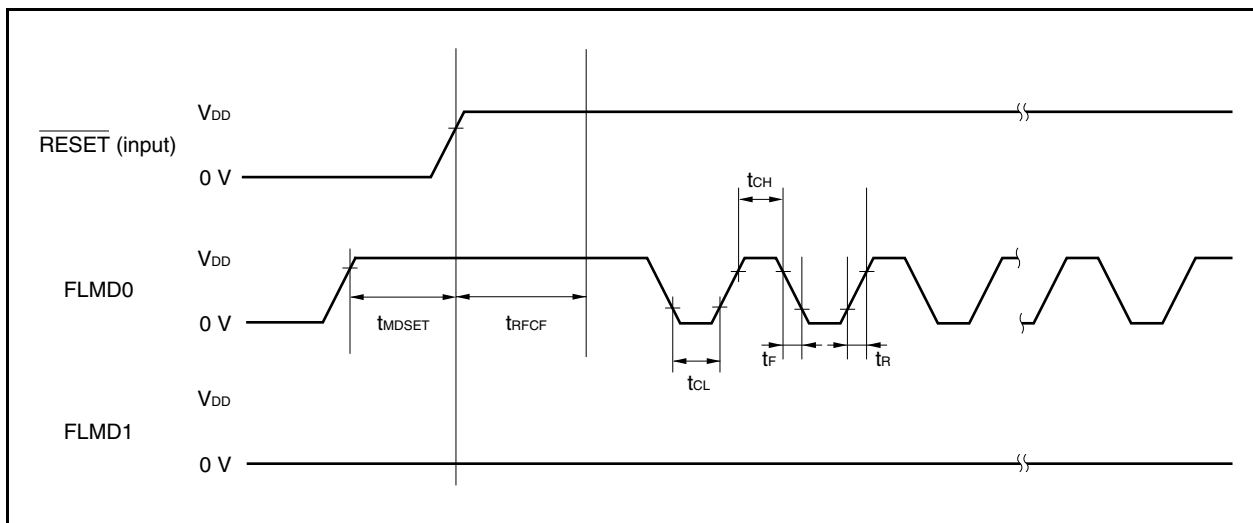 VDD
RESET (input)
0 V
tCH
VDD
FLMD0
0 V
tMDSET
tRFCF
tF
tR
tCL
VDD
FLMD1
0 V